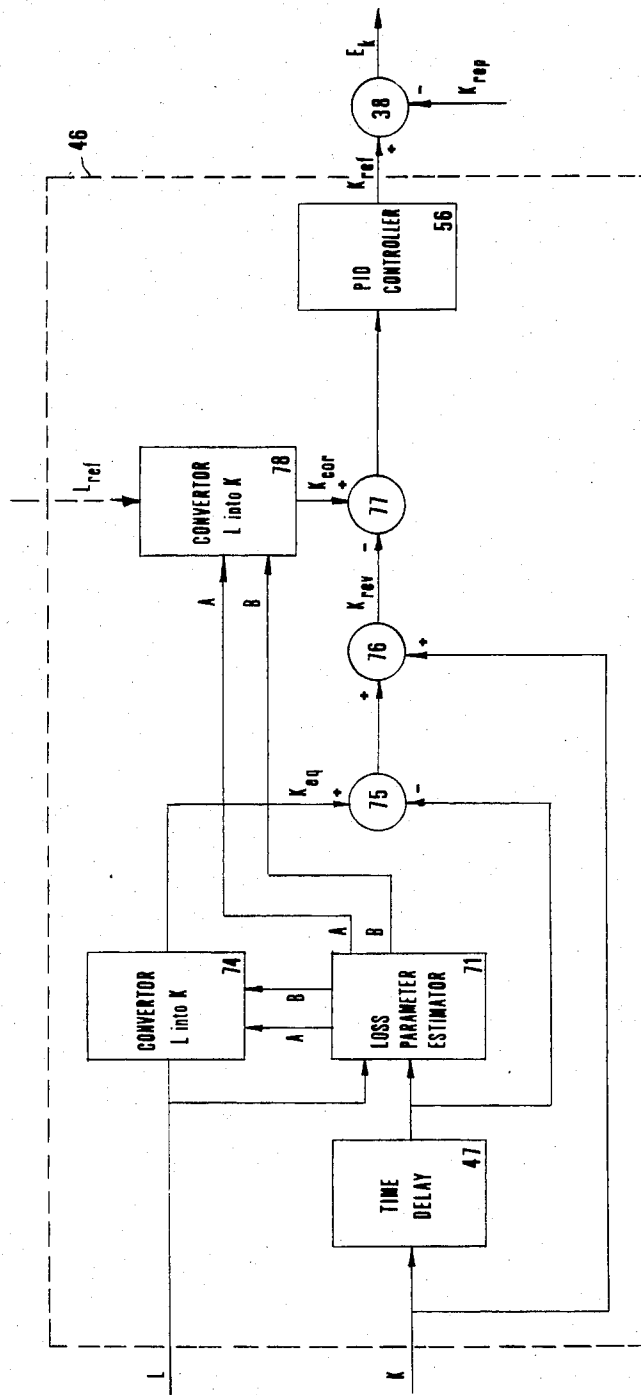 46
L
K
CONVERTOR
L into K
74
A
B
LOSS
PARAMETER
ESTIMATOR
71
TIME
DELAY
47
A
B
K_eq
+
75
-
+
76
+
A
B
L_ref
CONVERTOR
L into K
78
K_cor
+
K_rev
-
77
PID
CONTROLLER
56
K_ref
+
38
-
K_rep
E_k